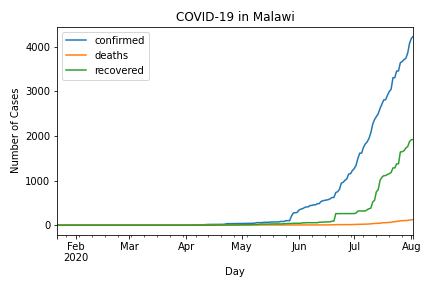 COVID-19 in Malawi
confirmed
deaths
recovered
Number of Cases
4000
3000
2000
1000
0
Feb Mar Apr May Jun Jul Aug
2020
Day